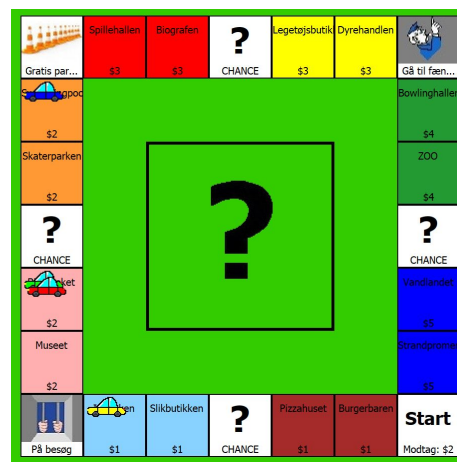 Spillehallen
Biografen
?
Legetøjsbutik
Dyrehandlen
Gratis par...
$3
$3
CHANCE
$3
$3
Gå til fæn...
Bowlinghaller
$2
$4
Skaterparken
ZOO
$2
$4
?
?
?
CHANCE
CHANCE
Vandlandet
$2
$5
Museet
Strandprome
$2
$5
Slikbutikken
?
Pizzahuset
Burgerbaren
Start
På besøg
$1
$1
CHANCE
$1
$1
Modtag: $2